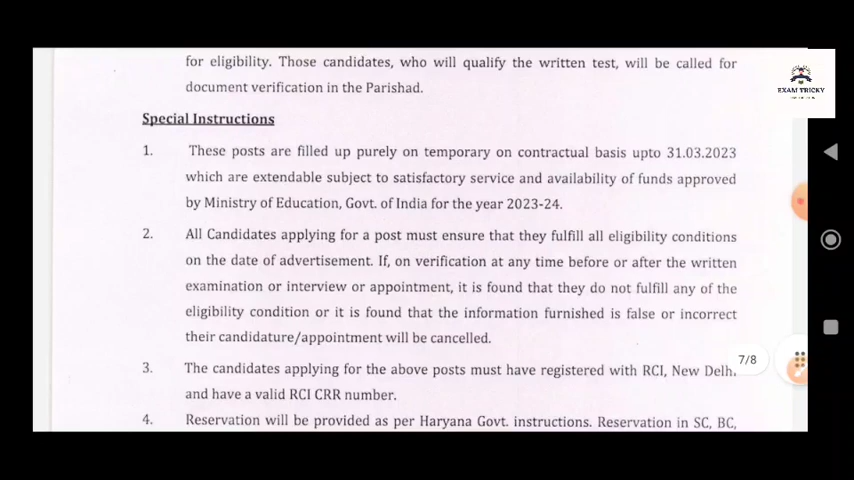 for eligibility. Those candidates, who will qualify the written test, will be called for
document verification in the Parishad.
EXAM TRICKY
Special Instructions
1. These posts are filled up purely on temporary on contractual basis upto 31.03.2023
which are extendable subject to satisfactory service and availability of funds approved
by Ministry of Education, Govt. of India for the year 2023-24.
2. All Candidates applying for a post must ensure that they fulfill all eligibility conditions
on the date of advertisement. If, on verification at any time before or after the written
examination or interview or appointment, it is found that they do not fulfill any of the
eligibility condition or it is found that the information furnished is false or incorrect
their candidature/appointment will be cancelled.
7/8
3. The candidates applying for the above posts must have registered with RCI, New Delhi
and have a valid RCI CRR number.
4. Reservation will be provided as per Haryana Govt. instructions. Reservation in SC, BC,